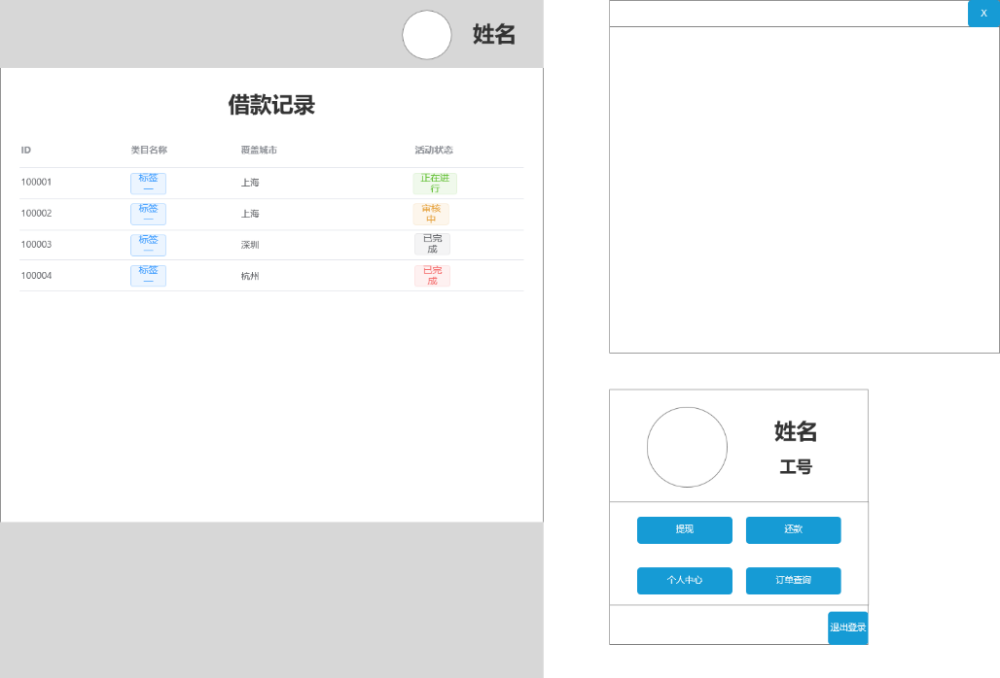 姓名
借款记录
ID 类目名称 覆盖城市 活动状态
100001 标签一 上海 正在进行
100002 标签一 上海 审核中
100003 标签一 深圳 已完成
100004 标签一 杭州 已完成
X
姓名
工号
提现 还款
个人中心 订单查询
退出登录